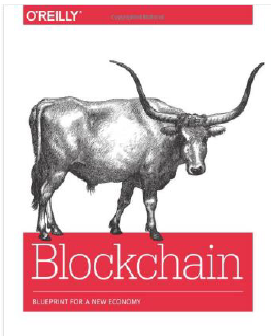 O'REILLY®
Blockchain
BLUEPRINT FOR A NEW ECONOMY